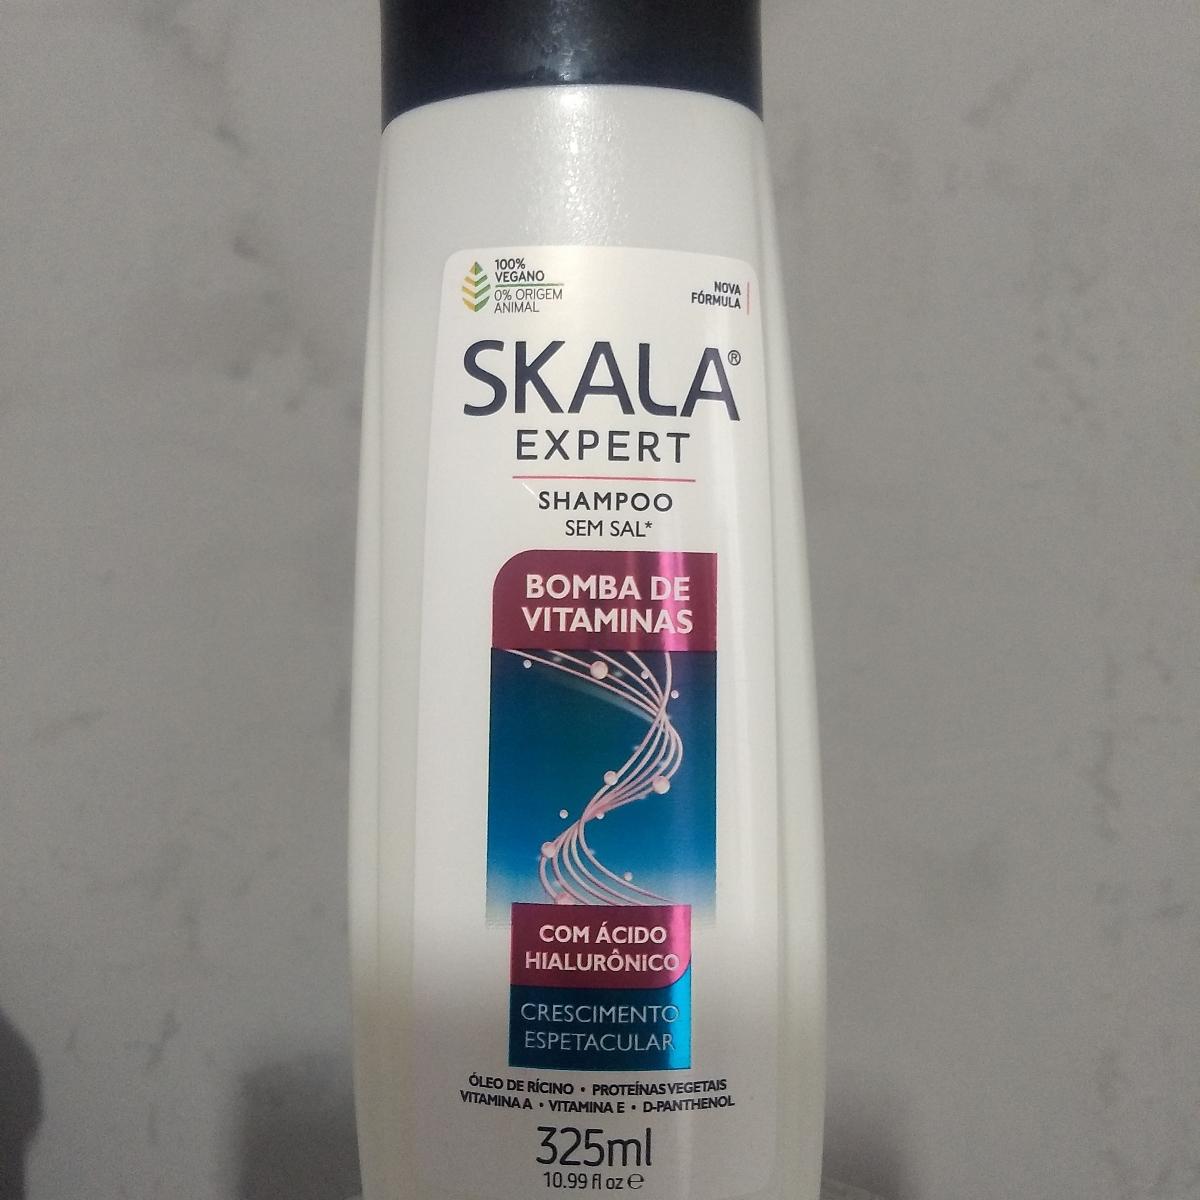 100%
VEGANO
0% ORIGEM
ANIMAL
NOVA
FÓRMULA
SKALA®
EXPERT
SHAMPOO
SEM SAL*
BOMBA DE
VITAMINAS
COM ÁCIDO
HIALURÔNICO
CRESCIMENTO
ESPETACULAR
ÓLEO DE RÍCINO • PROTEÍNAS VEGETAIS
VITAMINA A • VITAMINA E • D-PANTHENOL
325ml
10.99 fl oz ℮